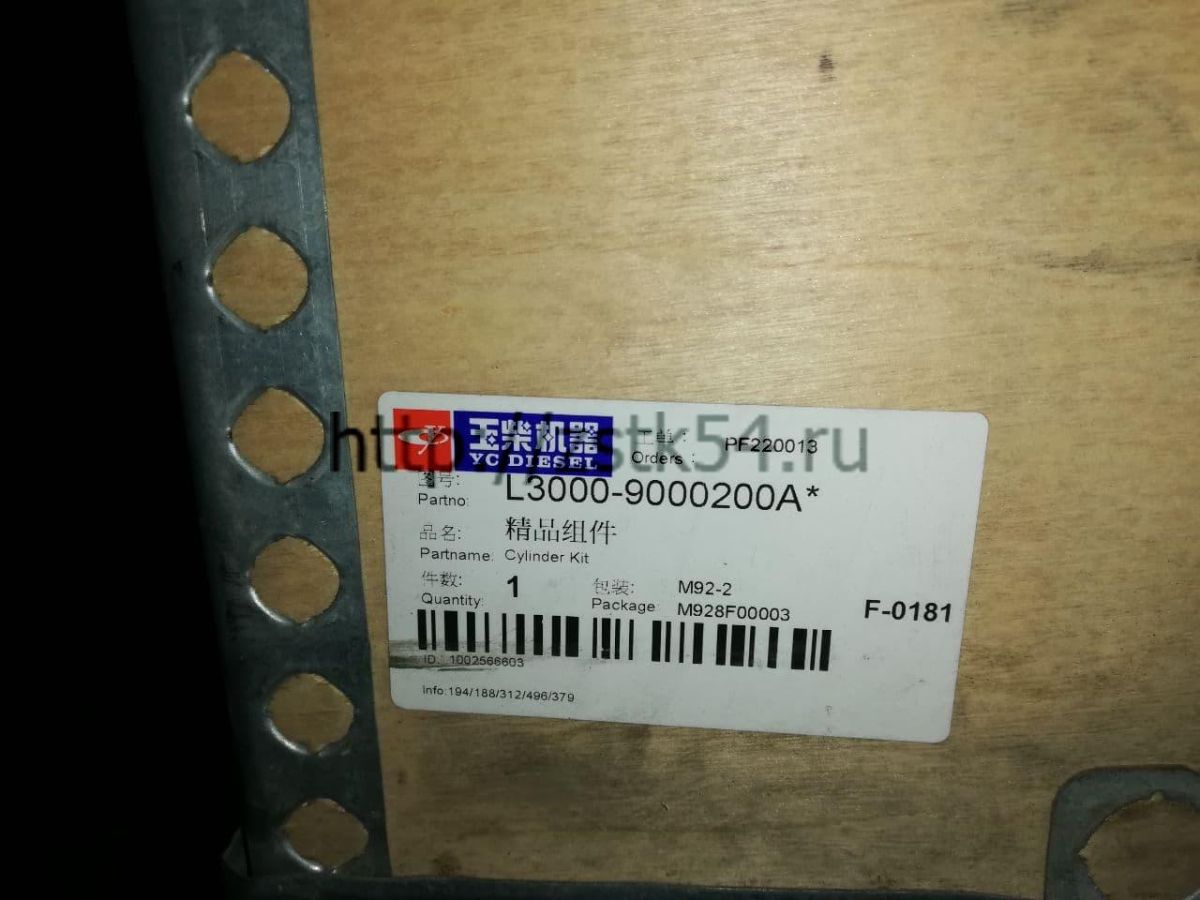 玉柴机器
YC DIESEL
工单:
Orders :
PF220013
图号:
Partno:
L3000-9000200A*
品名:
精品组件
Partname:
Cylinder Kit
件数:
1
包装:
M92-2
Quantity:
Package:
M928F00003
F-0181
ID: 1002566603
Info:194/188/312/496/379
http://zstk54.ru